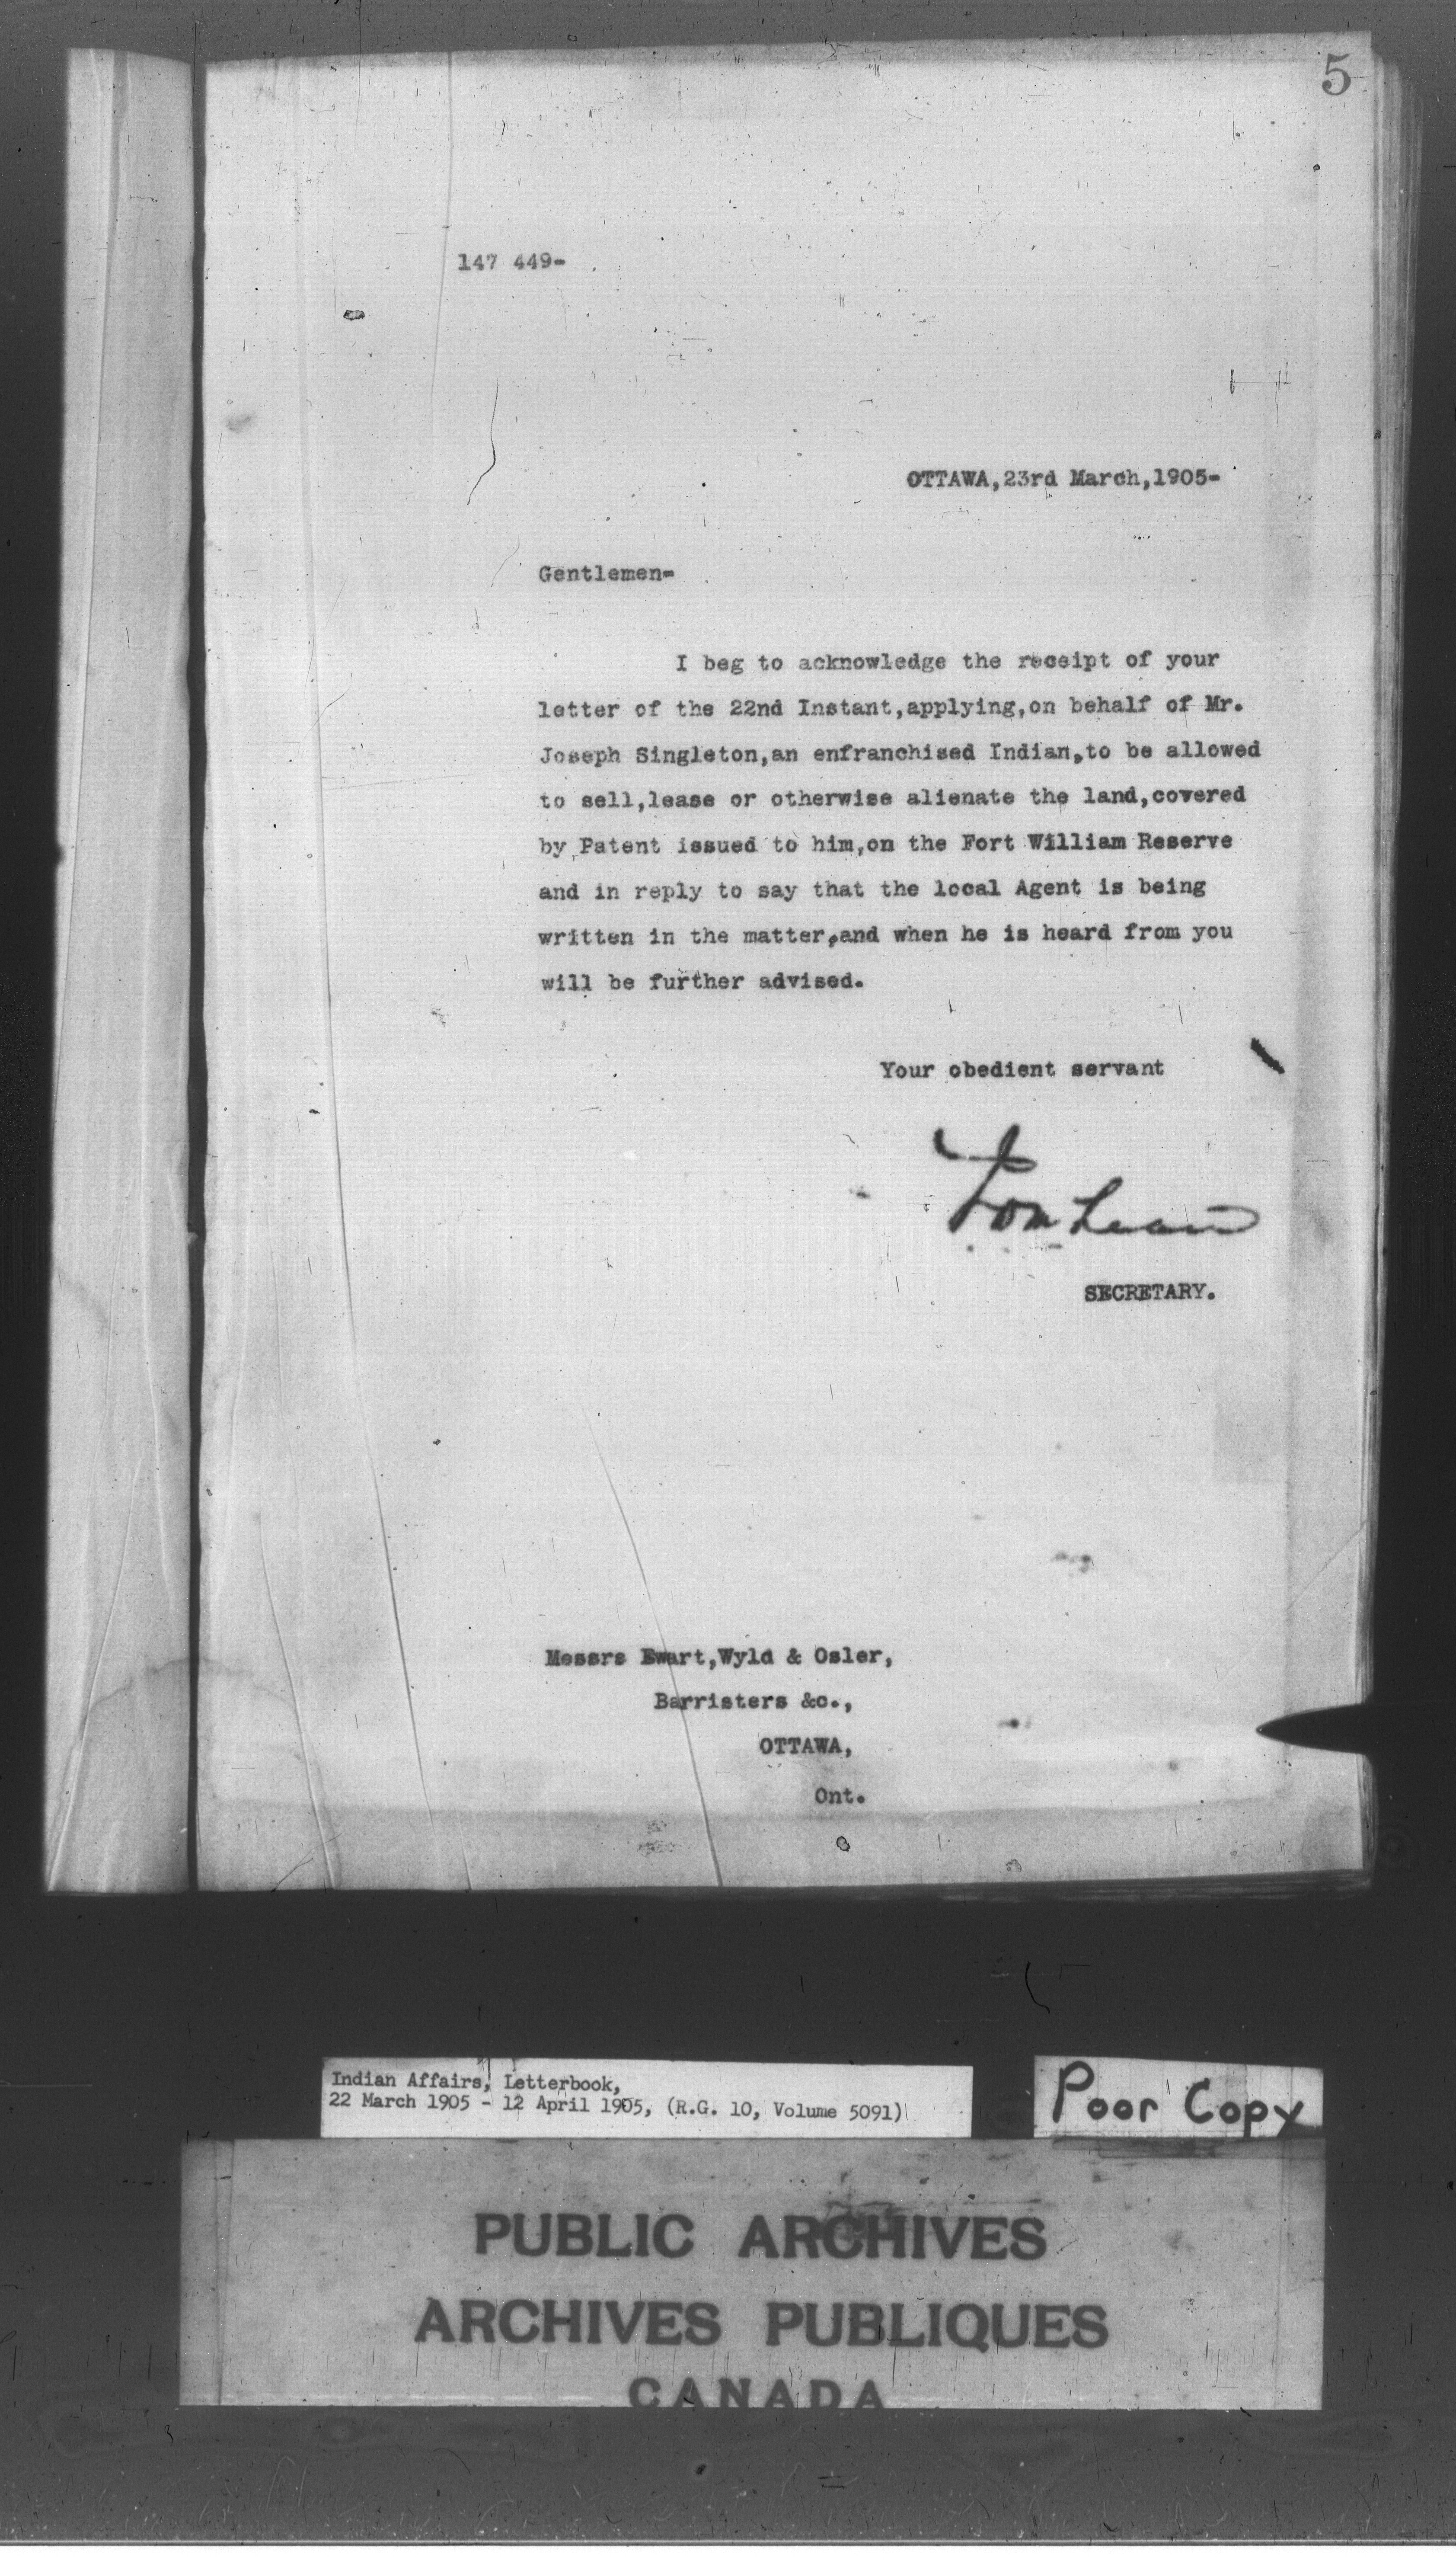 5
147 449-
OTTAWA,23rd March,1905-
Gentlemen-
I beg to acknowledge the receipt of your
letter of the 22nd Instant,applying,on behalf of Mr.
Joseph Singleton,an enfranchised Indian,to be allowed
to sell,lease or otherwise alienate the land,covered
by Patent issued to him,on the Fort William Reserve
and in reply to say that the local Agent is being
written in the matter,and when he is heard from you
will be further advised.
Your obedient servant
SECRETARY.
Messrs Ewart,Wyld & Osler,
Barristers &c.,
OTTAWA,
Ont.
Indian Affairs, Letterbook,
22 March 1905 - 12 April 1905, (R.G. 10, Volume 5091)
Poor Copy
PUBLIC ARCHIVES
ARCHIVES PUBLIQUES
CANADA